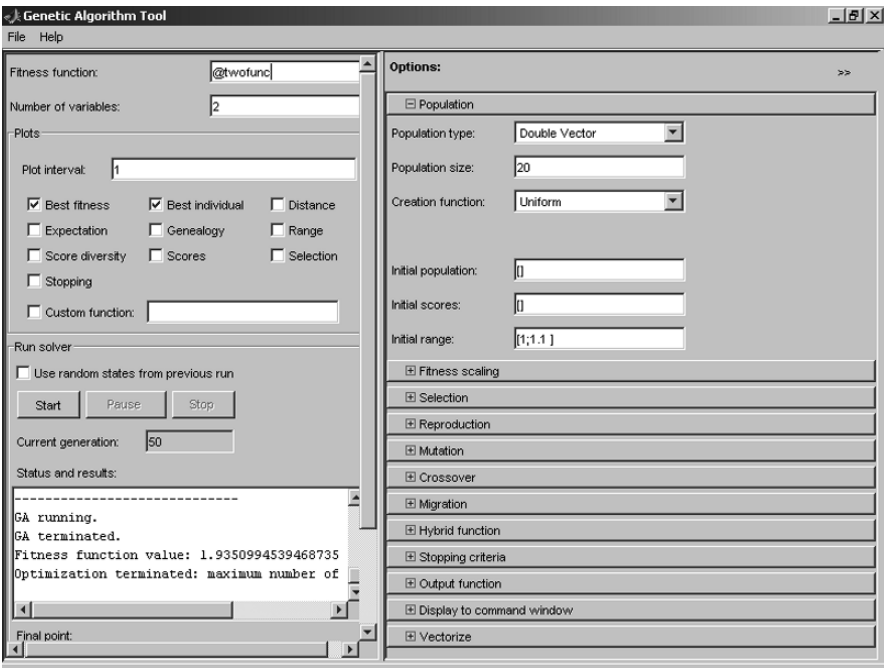 Genetic Algorithm Tool
File Help
Fitness function: @twofunc
Number of variables: 2
Plots
Plot interval: 1
Best fitness Best individual Distance
Expectation Genealogy Range
Score diversity Scores Selection
Stopping
Custom function:
Run solver
Use random states from previous run
Start Pause Stop
Current generation: 50
Status and results:
------------------------------
GA running.
GA terminated.
Fitness function value: 1.9350994539468735
Optimization terminated: maximum number of
Final point:
Options:
>>
Population
Population type: Double Vector
Population size: 20
Creation function: Uniform
Initial population: []
Initial scores: []
Initial range: [1;1.1 ]
Fitness scaling
Selection
Reproduction
Mutation
Crossover
Migration
Hybrid function
Stopping criteria
Output function
Display to command window
Vectorize